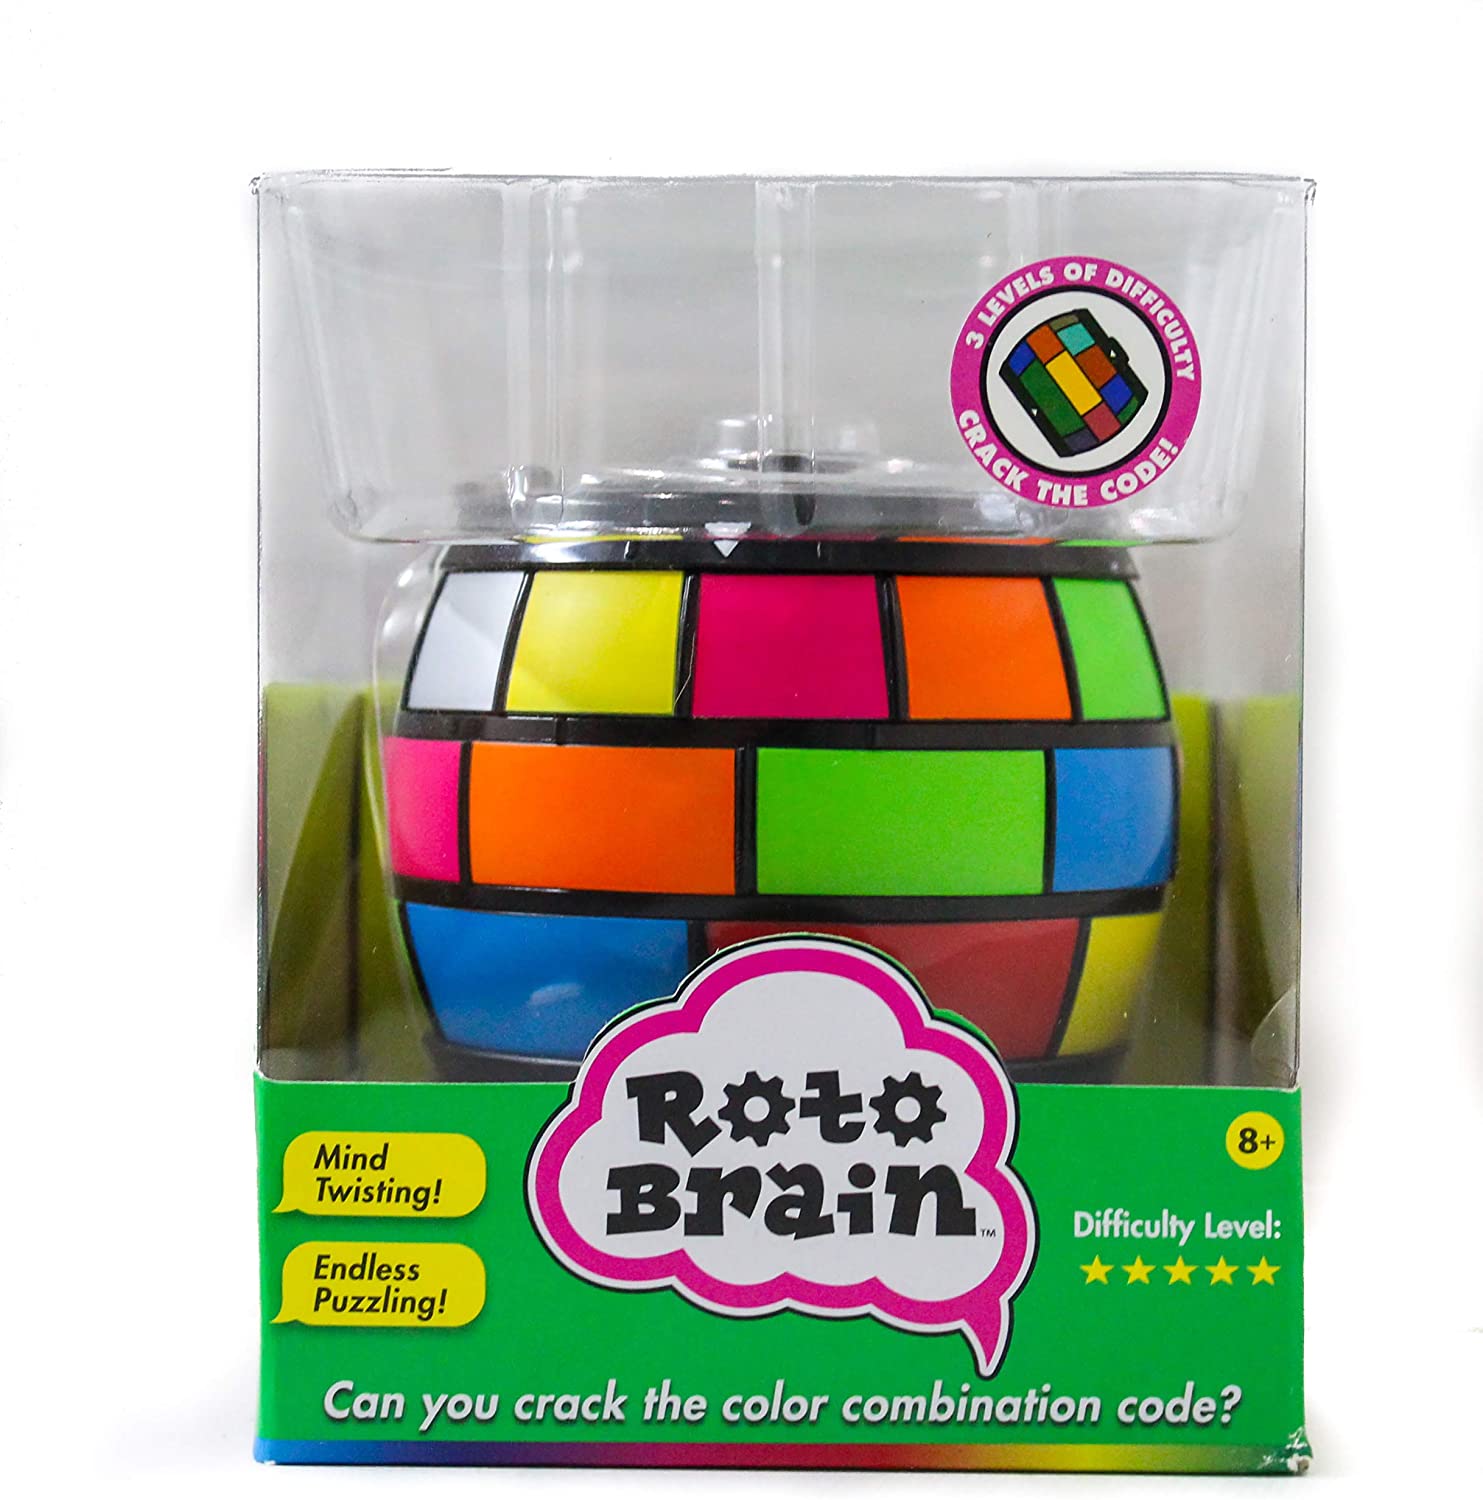 3 LEVELS OF DIFFICULTY
CRACK THE CODE!
Roto
Brain™
Mind
Twisting!
Endless
Puzzling!
8+
Difficulty Level:
Can you crack the color combination code?